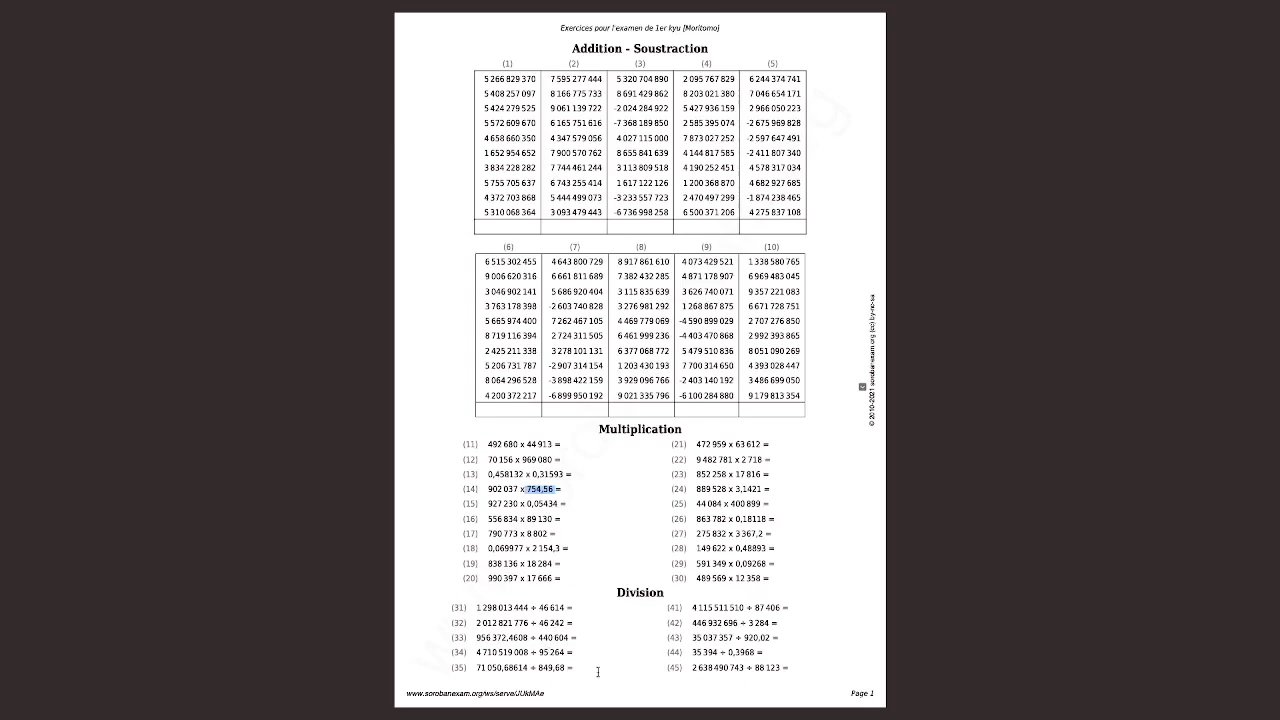 Exercices pour l'examen de 1er kyu [Moritomo]
Addition - Soustraction
(1) (2) (3) (4) (5)
5 266 829 370 7 595 277 444 5 320 704 890 2 095 767 829 6 244 374 741
5 408 257 097 8 166 775 733 8 691 429 862 8 203 021 380 7 046 654 171
5 424 279 525 9 061 139 722 -2 024 284 922 5 427 936 159 2 966 050 223
5 572 609 670 6 165 751 616 -7 368 189 850 2 585 395 074 -2 675 969 828
4 658 660 350 4 347 579 056 4 027 115 000 7 873 027 252 -2 597 647 491
1 652 954 652 7 900 570 762 8 655 841 639 4 144 817 585 -2 411 807 340
3 834 228 282 7 744 461 244 3 113 809 518 4 190 252 451 4 578 317 034
5 755 705 637 6 743 255 414 1 617 122 126 1 200 368 870 4 682 927 685
4 372 703 868 5 444 499 073 -3 233 557 723 2 470 497 299 -1 874 238 465
5 310 068 364 3 093 479 443 -6 736 998 258 6 500 371 206 4 275 837 108
(6) (7) (8) (9) (10)
6 515 302 455 4 643 800 729 8 917 861 610 4 073 429 521 1 338 580 765
9 006 620 316 6 661 811 689 7 382 432 285 4 871 178 907 6 969 483 045
3 046 902 141 5 686 920 404 3 115 835 639 3 626 740 071 9 357 221 083
3 763 178 398 -2 603 740 828 3 276 981 292 1 268 867 875 6 671 728 751
5 665 974 400 7 262 467 105 4 469 779 069 -4 590 899 029 2 707 276 850
8 719 116 394 2 724 311 505 6 461 999 236 -4 403 470 868 2 992 393 865
2 425 211 338 3 278 101 131 6 377 068 772 5 479 510 836 8 051 090 269
5 206 731 787 -2 907 314 154 1 203 430 193 7 700 314 650 4 393 028 447
8 064 296 528 -3 898 422 159 3 929 096 766 -2 403 140 192 3 486 699 050
4 200 372 217 -6 899 950 192 9 021 335 796 -6 100 284 880 9 179 813 354
Multiplication
(11) 492 680 x 44 913 = (21) 472 959 x 63 612 =
(12) 70 156 x 969 080 = (22) 9 482 781 x 2 718 =
(13) 0,458132 x 0,31593 = (23) 852 258 x 17 816 =
(14) 902 037 x 754,56 = (24) 889 528 x 3,1421 =
(15) 927 230 x 0,05434 = (25) 44 084 x 400 899 =
(16) 556 834 x 89 130 = (26) 863 782 x 0,18118 =
(17) 790 773 x 8 802 = (27) 275 832 x 3 367,2 =
(18) 0,069977 x 2 154,3 = (28) 149 622 x 0,48893 =
(19) 838 136 x 18 284 = (29) 591 349 x 0,09268 =
(20) 990 397 x 17 666 = (30) 489 569 x 12 358 =
Division
(31) 1 298 013 444 ÷ 46 614 = (41) 4 115 511 510 ÷ 87 406 =
(32) 2 012 821 776 ÷ 46 242 = (42) 446 932 696 ÷ 3 284 =
(33) 956 372,4608 ÷ 440 604 = (43) 35 037 357 ÷ 920,02 =
(34) 4 710 519 008 ÷ 95 264 = (44) 35 394 ÷ 0,3968 =
(35) 71 050,68614 ÷ 849,68 = (45) 2 638 490 743 ÷ 88 123 =
www.sorobanexam.org/ws/serve/JUkMAe Page 1
© 2010-2021 sorobanexam.org (cc) by-nc-sa